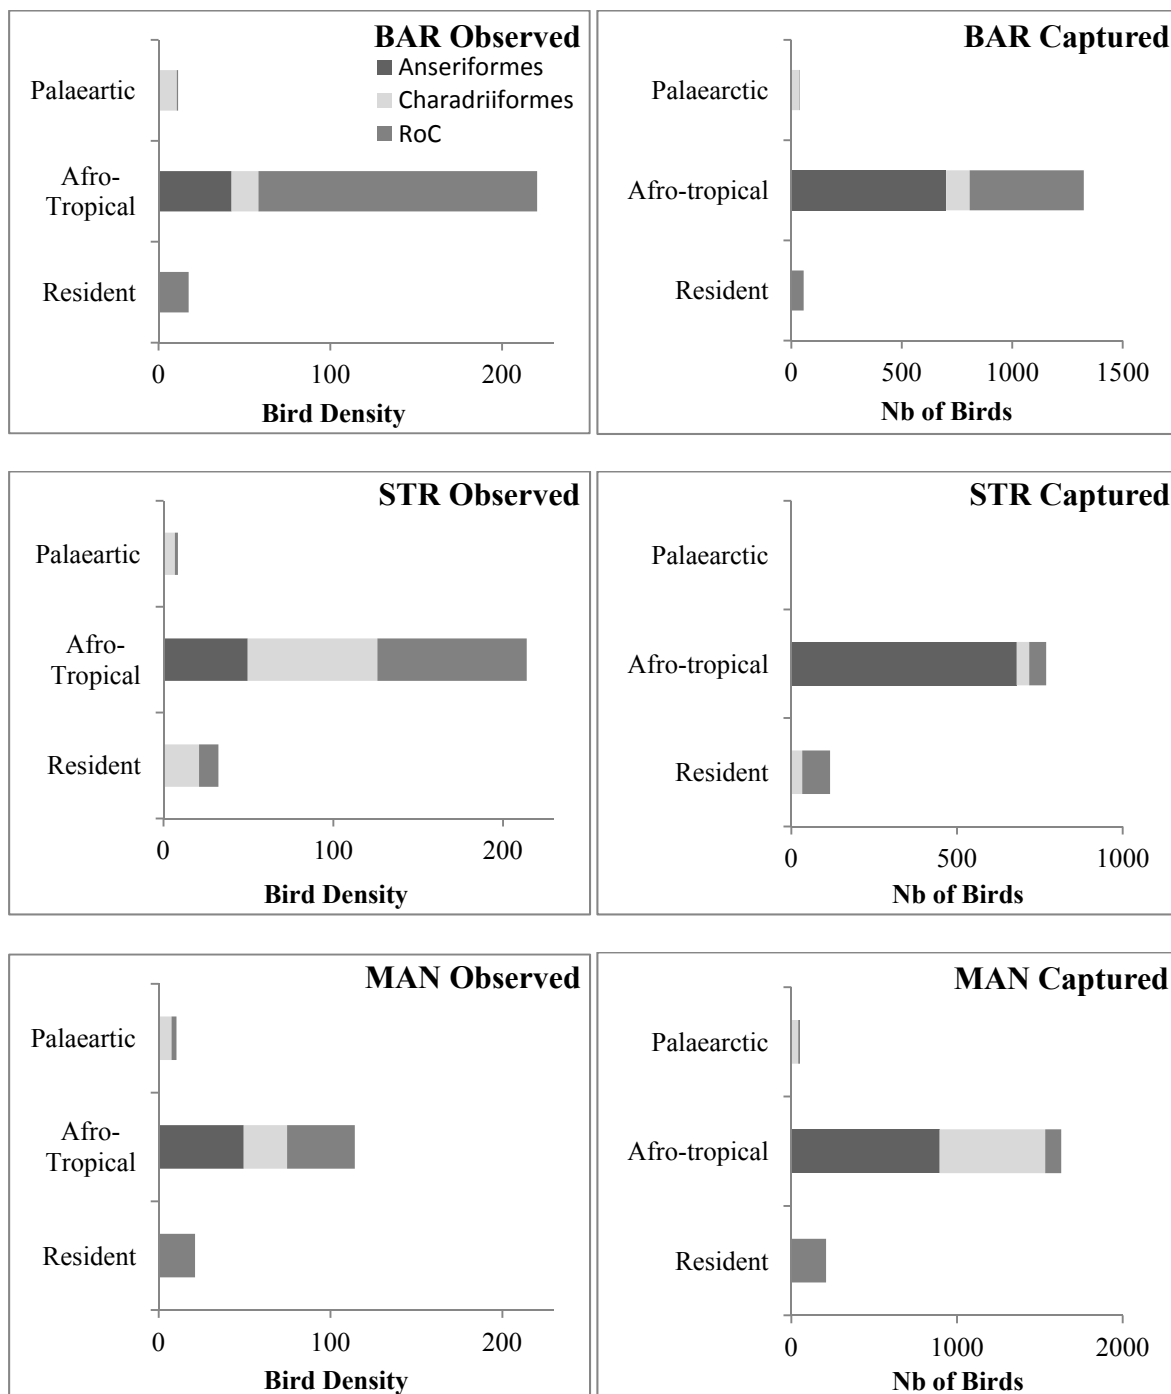 BAR Observed
Anseriformes
Charadriiformes
RoC
Palaeartic
Afro-
Tropical
Resident
0 100 200
Bird Density
BAR Captured
Palaearctic
Afro-tropical
Resident
0 500 1000 1500
Nb of Birds
STR Observed
Palaeartic
Afro-
Tropical
Resident
0 100 200
Bird Density
STR Captured
Palaearctic
Afro-tropical
Resident
0 500 1000
Nb of Birds
MAN Observed
Palaeartic
Afro-
Tropical
Resident
0 100 200
Bird Density
MAN Captured
Palaearctic
Afro-tropical
Resident
0 1000 2000
Nb of Birds